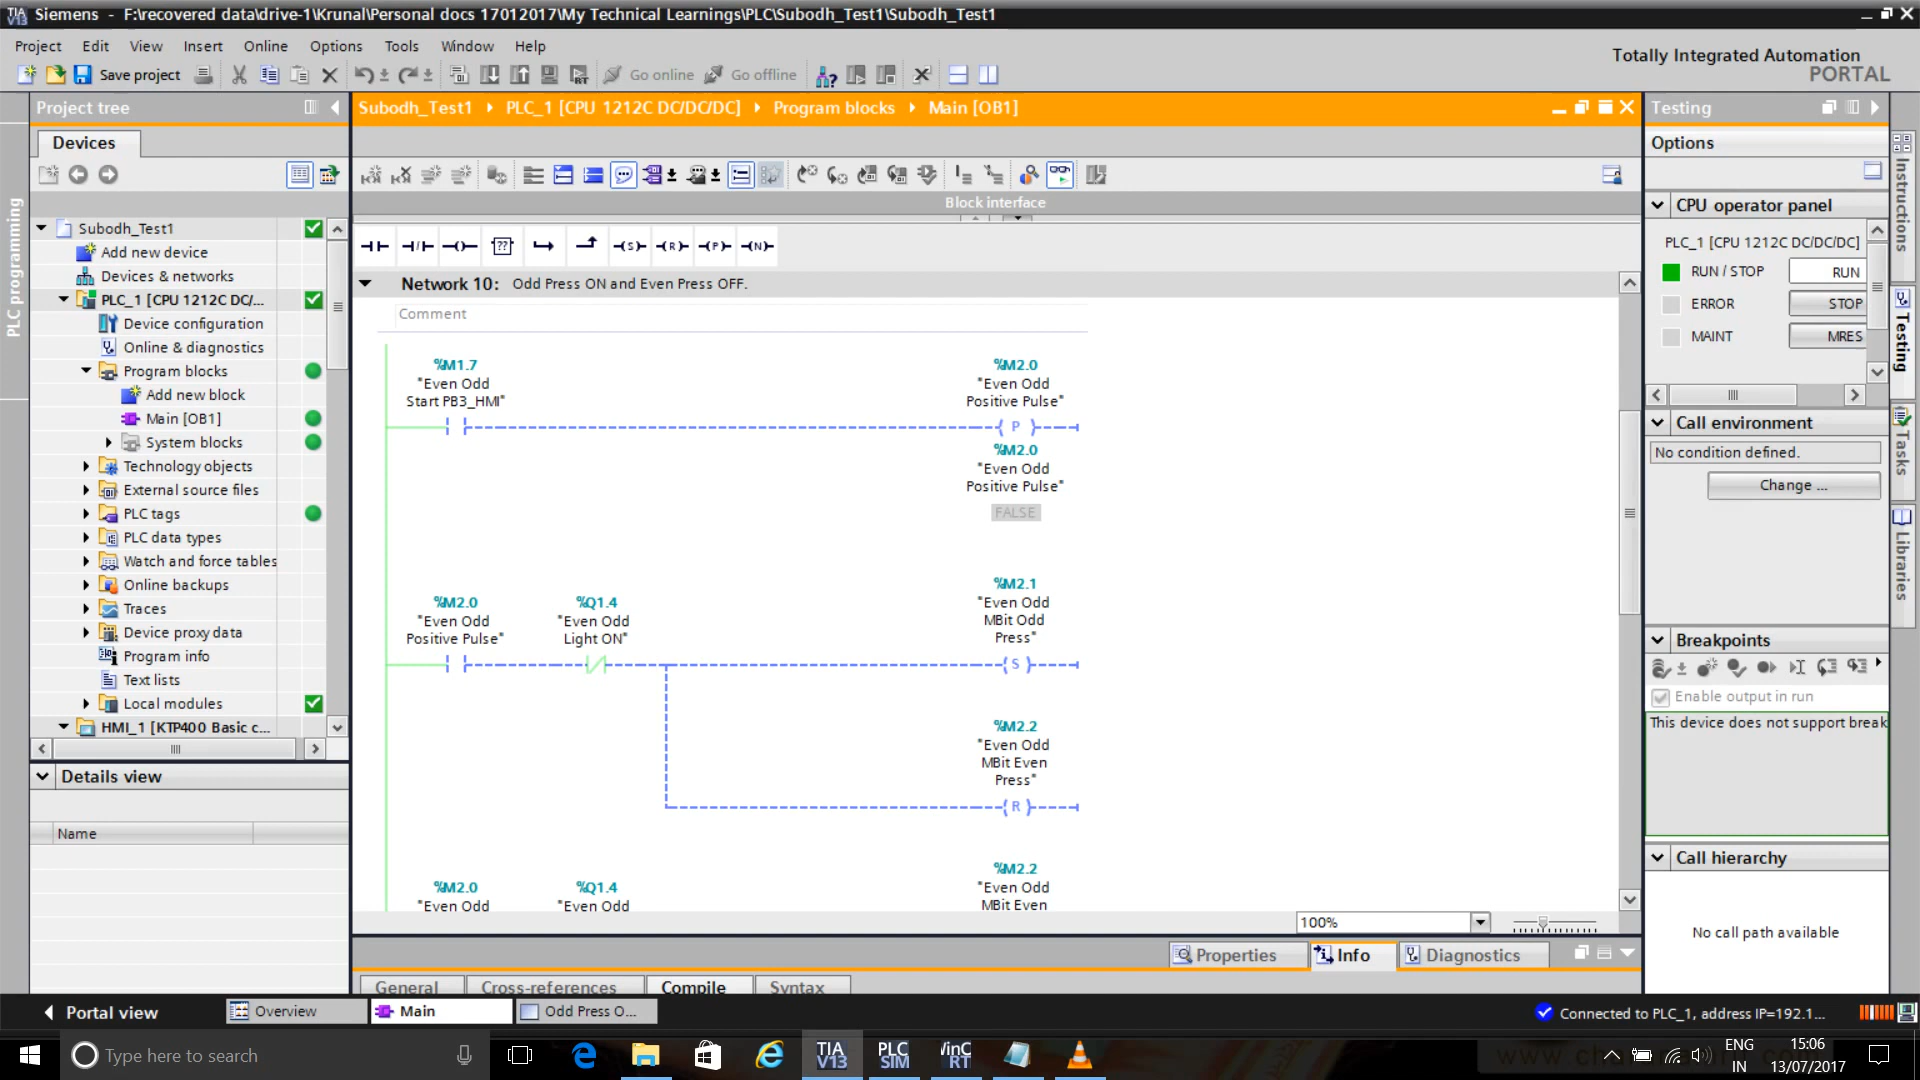 Siemens - F:\recovered data\drive-1\Krunal\Personal docs 17012017\My Technical Learnings\PLC\Subodh_Test1\Subodh_Test1
Project Edit View Insert Online Options Tools Window Help
Totally Integrated Automation
PORTAL
Save project Go online Go offline
Project tree
Subodh_Test1 PLC_1 [CPU 1212C DC/DC/DC] Program blocks Main [OB1]
Testing
Devices
Options
Block interface
PLC programming
Subodh_Test1
Add new device
Devices & networks
PLC_1 [CPU 1212C DC/...
Device configuration
Online & diagnostics
Program blocks
Add new block
Main [OB1]
System blocks
Technology objects
External source files
PLC tags
PLC data types
Watch and force tables
Online backups
Traces
Device proxy data
Program info
Text lists
Local modules
HMI_1 [KTP400 Basic c...
Details view
Name
Network 10: Odd Press ON and Even Press OFF.
Comment
%M1.7
"Even Odd
Start PB3_HMI"
%M2.0
"Even Odd
Positive Pulse"
P
%M2.0
"Even Odd
Positive Pulse"
FALSE
%M2.0
"Even Odd
Positive Pulse"
%Q1.4
"Even Odd
Light ON"
%M2.1
"Even Odd
MBit Odd
Press"
S
%M2.2
"Even Odd
MBit Even
Press"
R
%M2.0
"Even Odd
%Q1.4
"Even Odd
%M2.2
"Even Odd
MBit Even
100%
Properties Info Diagnostics
General Cross-references Compile Syntax
CPU operator panel
PLC_1 [CPU 1212C DC/DC/DC]
RUN / STOP RUN
ERROR STOP
MAINT MRES
Call environment
No condition defined.
Change ...
Breakpoints
Enable output in run
This device does not support break
Call hierarchy
No call path available
Instructions
Testing
Tasks
Libraries
Portal view Overview Main Odd Press O...
Connected to PLC_1, address IP=192.1...
Type here to search
TIA
V13
PLC
SIM
WinC
RT
ENG
IN
15:06
13/07/2017